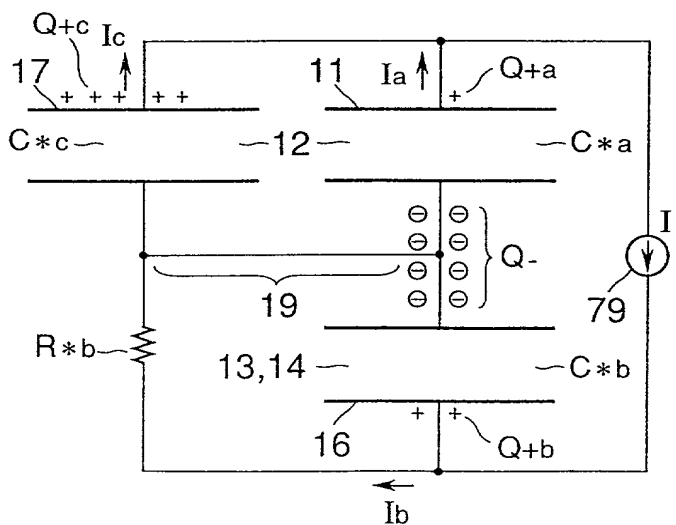 Q+c Ic
17 + + + + +
11 Ia Q+a
+
C*c 12 C*a
⊖ ⊖
⊖ ⊖
⊖ ⊖
⊖ ⊖
Q-
I
19 79
R*b 13,14 C*b
16 + + Q+b
Ib